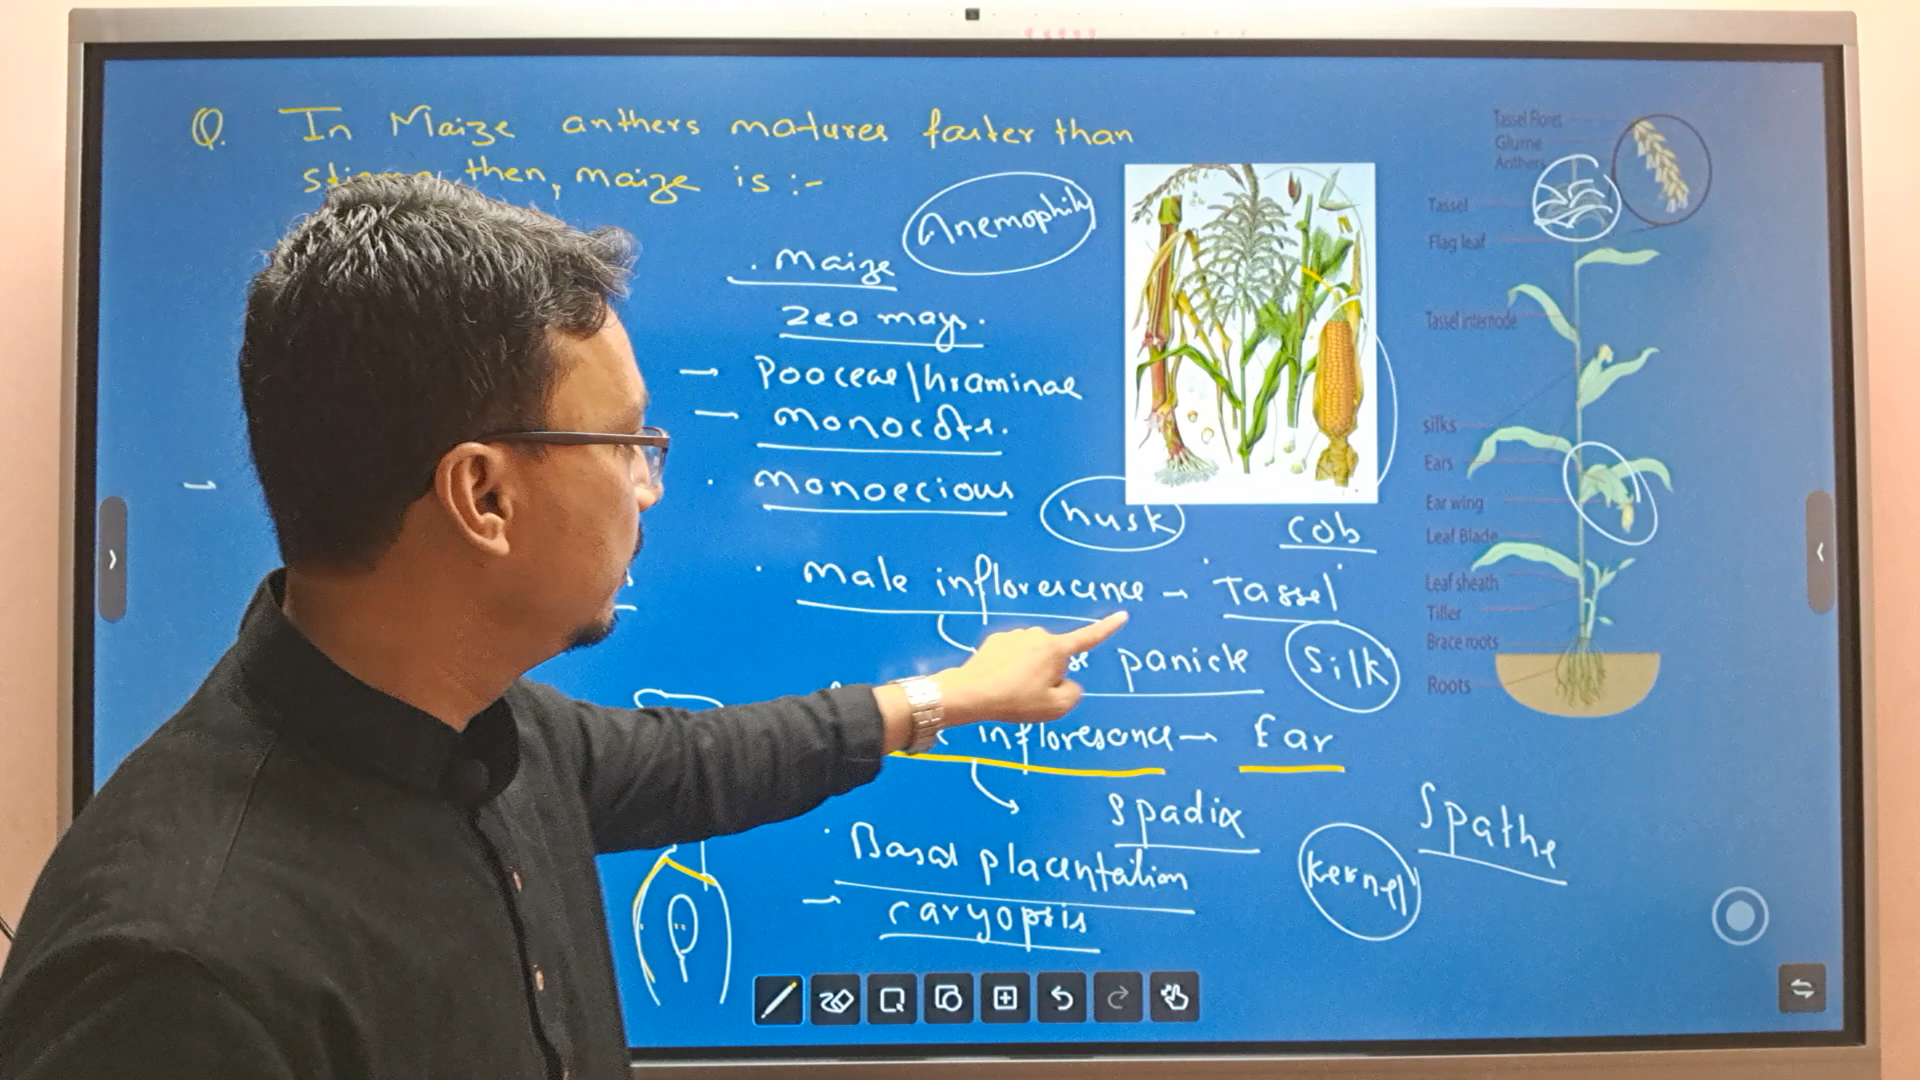 Q. In Maize anthers matures faster than
then, maize is :-
Anemophily
. Maize
Zea mays.
→ Poaceae/Graminae
→ monocots.
. monoecious
husk
cob
. male inflorescence → 'Tassel'
panicle
Silk
inflorescence → Ear
Spadix
Spathe
. Basal placentation
Kernel
→ caryopsis
Tassel Flores
Glume
Anthers
Tassel
Flag leaf
Tassel internode
silks
Ears
Ear wing
Leaf Blade
Leaf sheath
Tiller
Brace roots
Roots